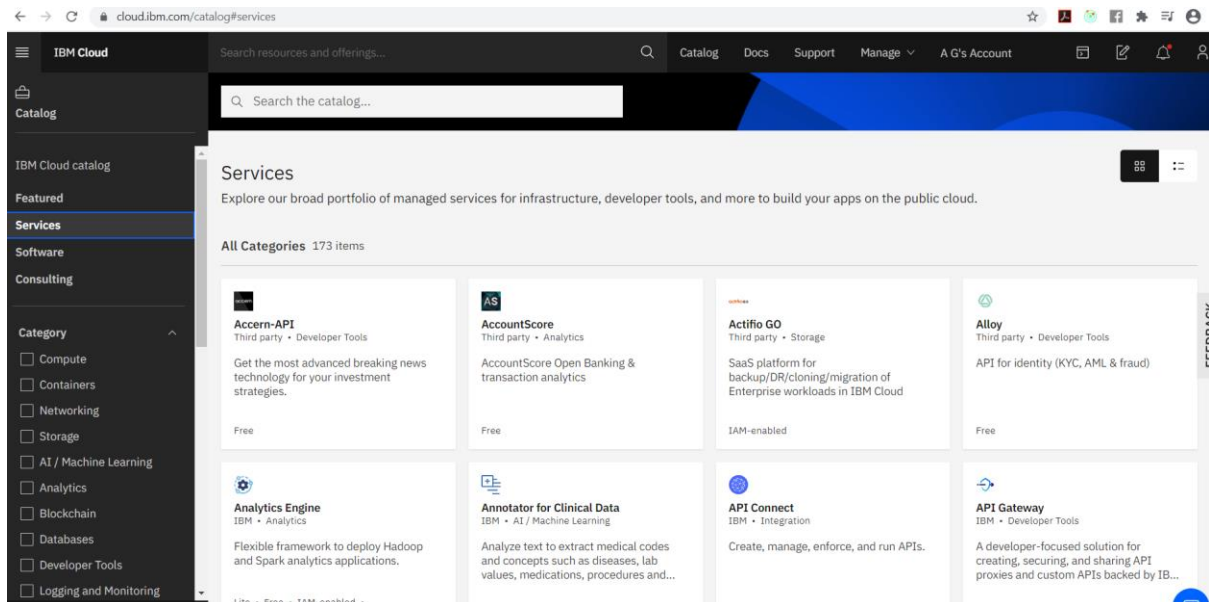 cloud.ibm.com/catalog#services
IBM Cloud
Search resources and offerings...
Catalog
Docs
Support
Manage
A G's Account
Catalog
Search the catalog...
IBM Cloud catalog
Featured
Services
Software
Consulting
Category
Compute
Containers
Networking
Storage
AI / Machine Learning
Analytics
Blockchain
Databases
Developer Tools
Logging and Monitoring
Services
Explore our broad portfolio of managed services for infrastructure, developer tools, and more to build your apps on the public cloud.
All Categories 173 items
Accern-API
Third party • Developer Tools
Get the most advanced breaking news
technology for your investment
strategies.
Free
AS
AccountScore
Third party • Analytics
AccountScore Open Banking &
transaction analytics
Free
Actifio GO
Third party • Storage
SaaS platform for
backup/DR/cloning/migration of
Enterprise workloads in IBM Cloud
IAM-enabled
Alloy
Third party • Developer Tools
API for identity (KYC, AML & fraud)
Free
FEEDBACK
Analytics Engine
IBM • Analytics
Flexible framework to deploy Hadoop
and Spark analytics applications.
Lite • Free • IAM-enabled •
Annotator for Clinical Data
IBM • AI / Machine Learning
Analyze text to extract medical codes
and concepts such as diseases, lab
values, medications, procedures and...
API Connect
IBM • Integration
Create, manage, enforce, and run APIs.
API Gateway
IBM • Developer Tools
A developer-focused solution for
creating, securing, and sharing API
proxies and custom APIs backed by IB...